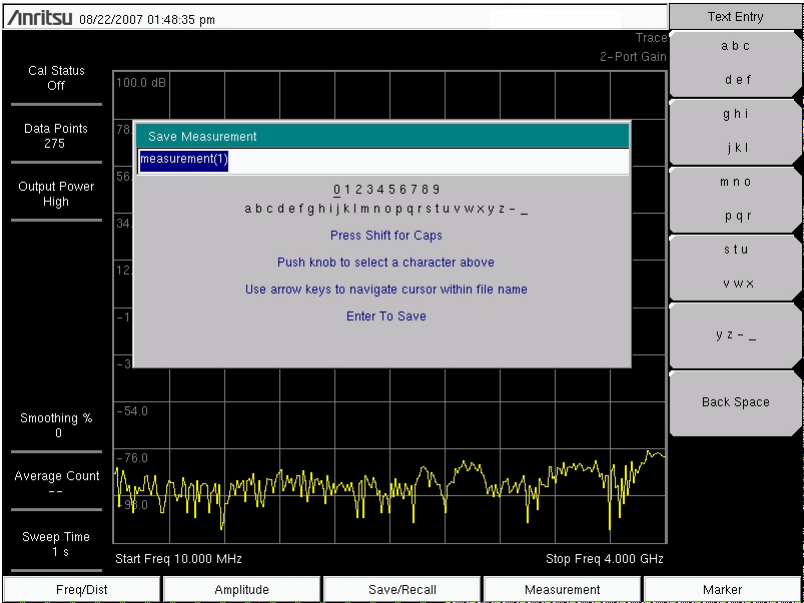 Anritsu 08/22/2007 01:48:35 pm
Text Entry
Trace
2-Port Gain
Cal Status
Off
Data Points
275
Output Power
High
Smoothing %
0
Average Count
--
Sweep Time
1 s
100.0 dB
78.
56.
34.
12.
-1
-3
-54.0
-76.0
-98.0
Save Measurement
measurement(1)
0 1 2 3 4 5 6 7 8 9
a b c d e f g h i j k l m n o p q r s t u v w x y z - _
Press Shift for Caps
Push knob to select a character above
Use arrow keys to navigate cursor within file name
Enter To Save
Start Freq 10.000 MHz
Stop Freq 4.000 GHz
a b c
d e f
g h i
j k l
m n o
p q r
s t u
v w x
y z - _
Back Space
Freq/Dist
Amplitude
Save/Recall
Measurement
Marker